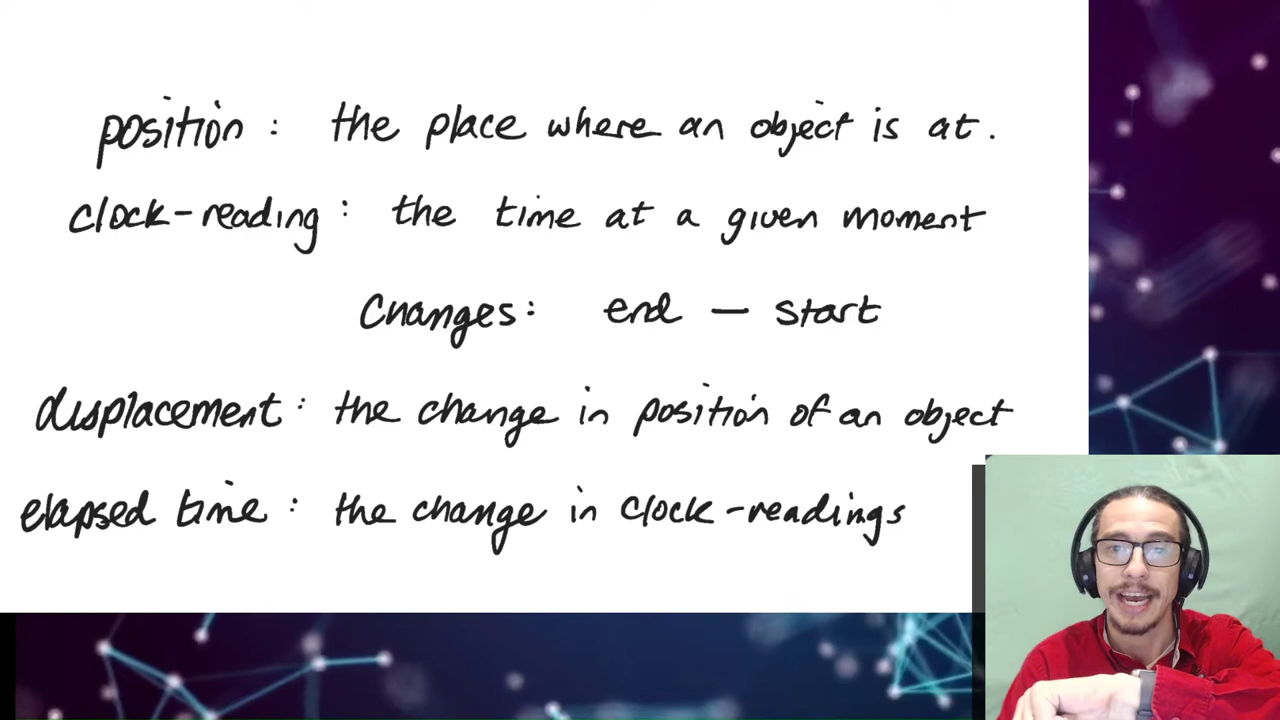 position : the place where an object is at.
clock-reading : the time at a given moment
Changes : end - start
displacement : the change in position of an object
elapsed time : the change in clock-readings